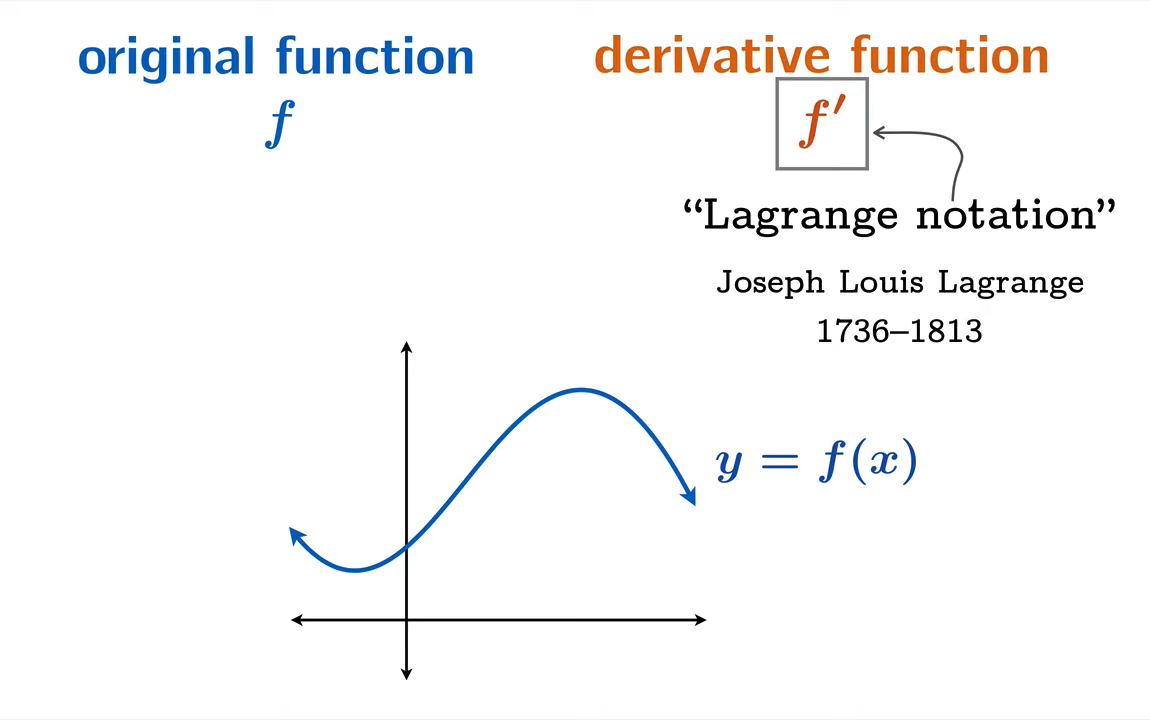 original function
derivative function
f
f′
“Lagrange notation”
Joseph Louis Lagrange
1736–1813
y = f(x)